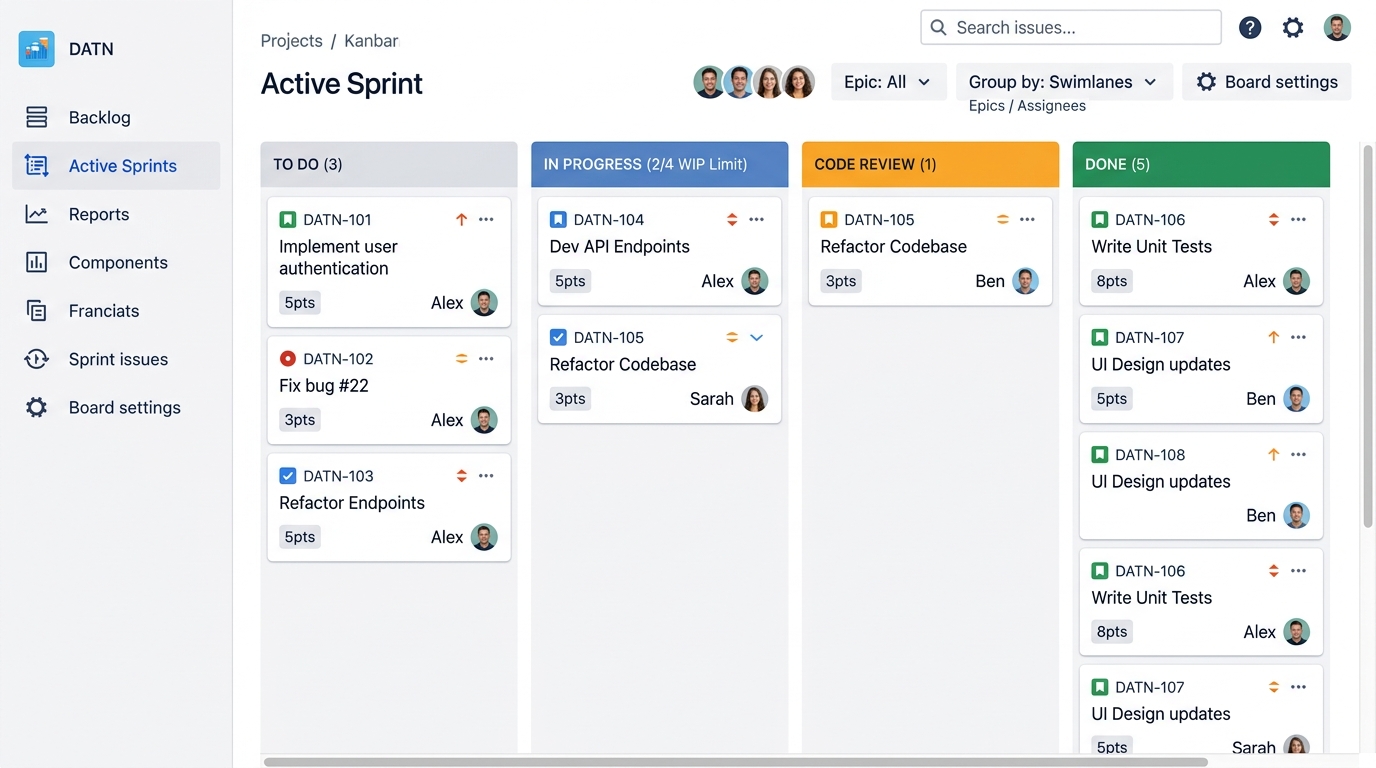 DATN
Backlog
Active Sprints
Reports
Components
Franciats
Sprint issues
Board settings
Search issues...
Projects / Kanbar
Active Sprint
Epic: All
Group by: Swimlanes
Board settings
Epics / Assignees
TO DO (3)
DATN-101
Implement user
authentication
5pts
Alex
DATN-102
Fix bug #22
3pts
Alex
DATN-103
Refactor Endpoints
5pts
Alex
IN PROGRESS (2/4 WIP Limit)
DATN-104
Dev API Endpoints
5pts
Alex
DATN-105
Refactor Codebase
3pts
Sarah
CODE REVIEW (1)
DATN-105
Refactor Codebase
3pts
Ben
DONE (5)
DATN-106
Write Unit Tests
8pts
Alex
DATN-107
UI Design updates
5pts
Ben
DATN-108
UI Design updates
Ben
DATN-106
Write Unit Tests
8pts
Alex
DATN-107
UI Design updates
5pts
Sarah